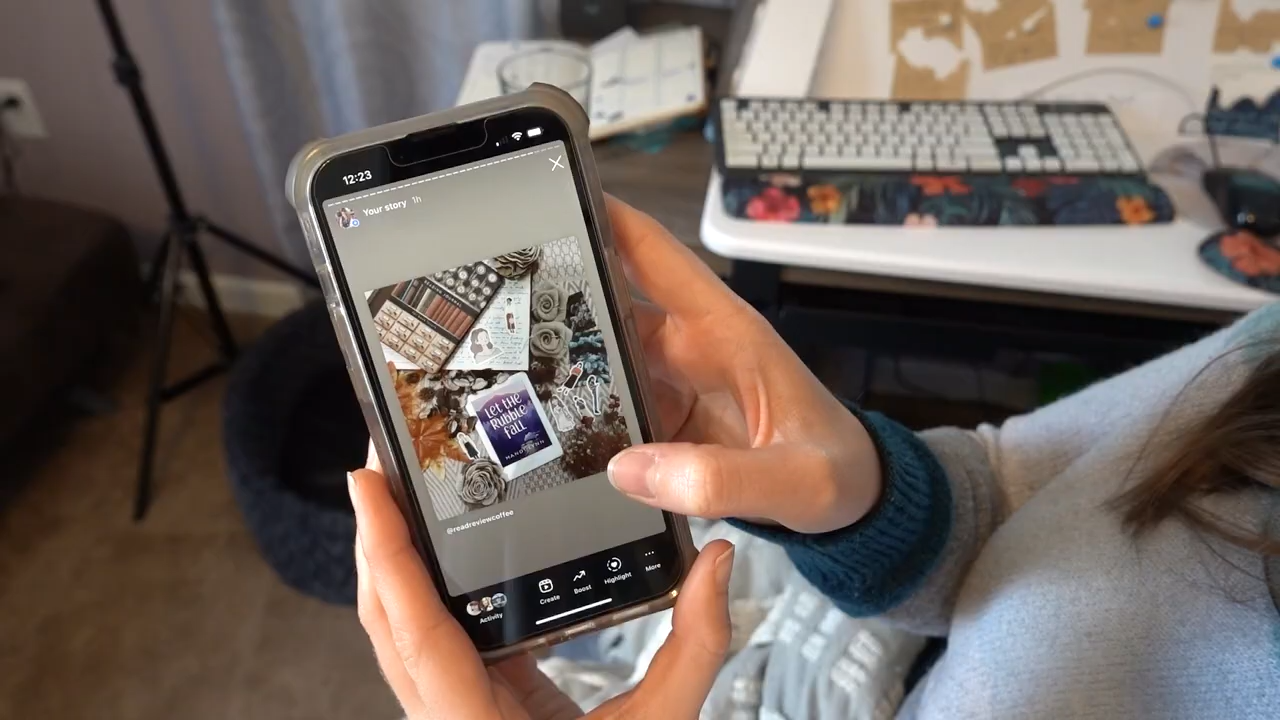 12:23
Your story 1h
LET THE
RUBBLE
FALL
@readreviewcoffee
Activity
Create
Boost
Highlight
More